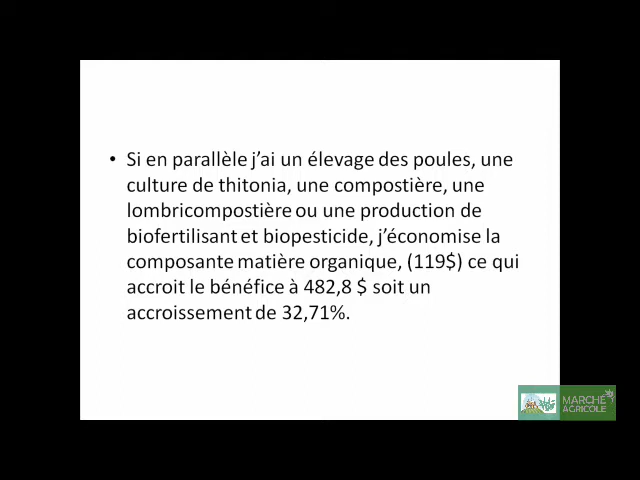 • Si en parallèle j'ai un élevage des poules, une
culture de thitonia, une compostière, une
lombricompostière ou une production de
biofertilisant et biopesticide, j'économise la
composante matière organique, (119$) ce qui
accroit le bénéfice à 482,8 $ soit un
accroissement de 32,71%.
MARCHÉ
AGRICOLE